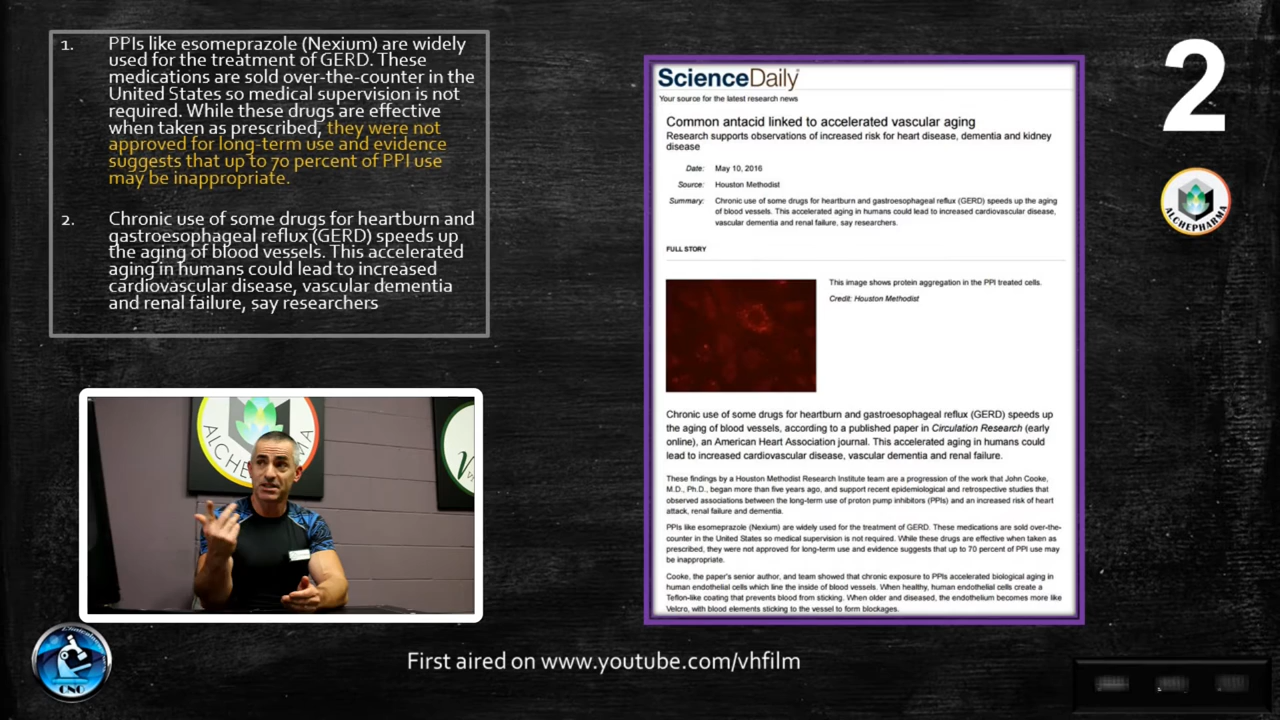 1. PPIs like esomeprazole (Nexium) are widely
used for the treatment of GERD. These
medications are sold over-the-counter in the
United States so medical supervision is not
required. While these drugs are effective
when taken as prescribed, they were not
approved for long-term use and evidence
suggests that up to 70 percent of PPI use
may be inappropriate.
2. Chronic use of some drugs for heartburn and
gastroesophageal reflux (GERD) speeds up
the aging of blood vessels. This accelerated
aging in humans could lead to increased
cardiovascular disease, vascular dementia
and renal failure, say researchers
ALCHEPHARMA
CNO
First aired on www.youtube.com/vhfilm
ScienceDaily
Your source for the latest research news
Common antacid linked to accelerated vascular aging
Research supports observations of increased risk for heart disease, dementia and kidney
disease
Date: May 10, 2016
Source: Houston Methodist
Summary: Chronic use of some drugs for heartburn and gastroesophageal reflux (GERD) speeds up the aging
of blood vessels. This accelerated aging in humans could lead to increased cardiovascular disease,
vascular dementia and renal failure, say researchers.
FULL STORY
This image shows protein aggregation in the PPI treated cells.
Credit: Houston Methodist
Chronic use of some drugs for heartburn and gastroesophageal reflux (GERD) speeds up
the aging of blood vessels, according to a published paper in Circulation Research (early
online), an American Heart Association journal. This accelerated aging in humans could
lead to increased cardiovascular disease, vascular dementia and renal failure.
These findings by a Houston Methodist Research Institute team are a progression of the work that John Cooke,
M.D., Ph.D., began more than five years ago, and support recent epidemiological and retrospective studies that
observed associations between the long-term use of proton pump inhibitors (PPIs) and an increased risk of heart
attack, renal failure and dementia.
PPIs like esomeprazole (Nexium) are widely used for the treatment of GERD. These medications are sold over-the-
counter in the United States so medical supervision is not required. While these drugs are effective when taken as
prescribed, they were not approved for long-term use and evidence suggests that up to 70 percent of PPI use may
be inappropriate.
Cooke, the paper's senior author, and team showed that chronic exposure to PPIs accelerated biological aging in
human endothelial cells which line the inside of blood vessels. When healthy, human endothelial cells create a
Teflon-like coating that prevents blood from sticking. When older and diseased, the endothelium becomes more like
Velcro, with blood elements sticking to the vessel to form blockages.
2
ALCHEPHARMA